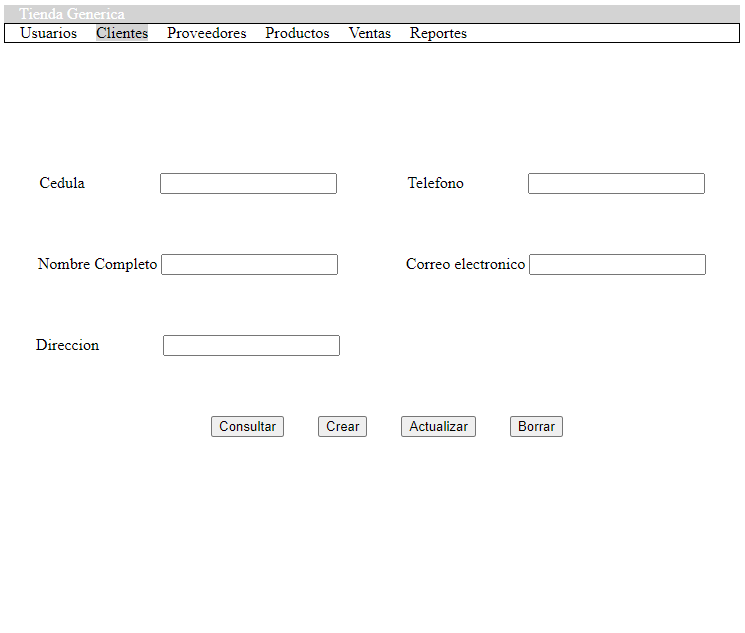 Tienda Generica
Usuarios Clientes Proveedores Productos Ventas Reportes
Cedula Telefono
Nombre Completo Correo electronico
Direccion
Consultar Crear Actualizar Borrar